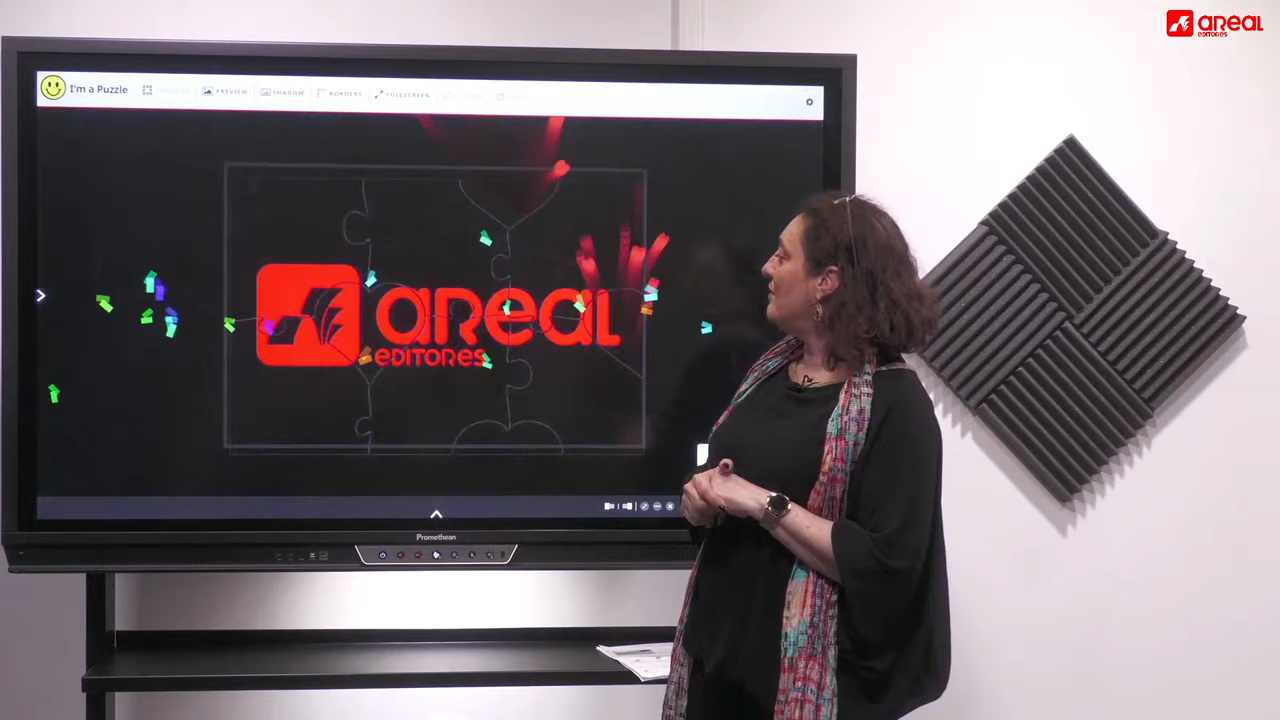 aREAL
EDITORES
I'm a Puzzle
PREVIEW
SHADOW
BORDERS
FULLSCREEN
aREAL
EDITORES
Promethean